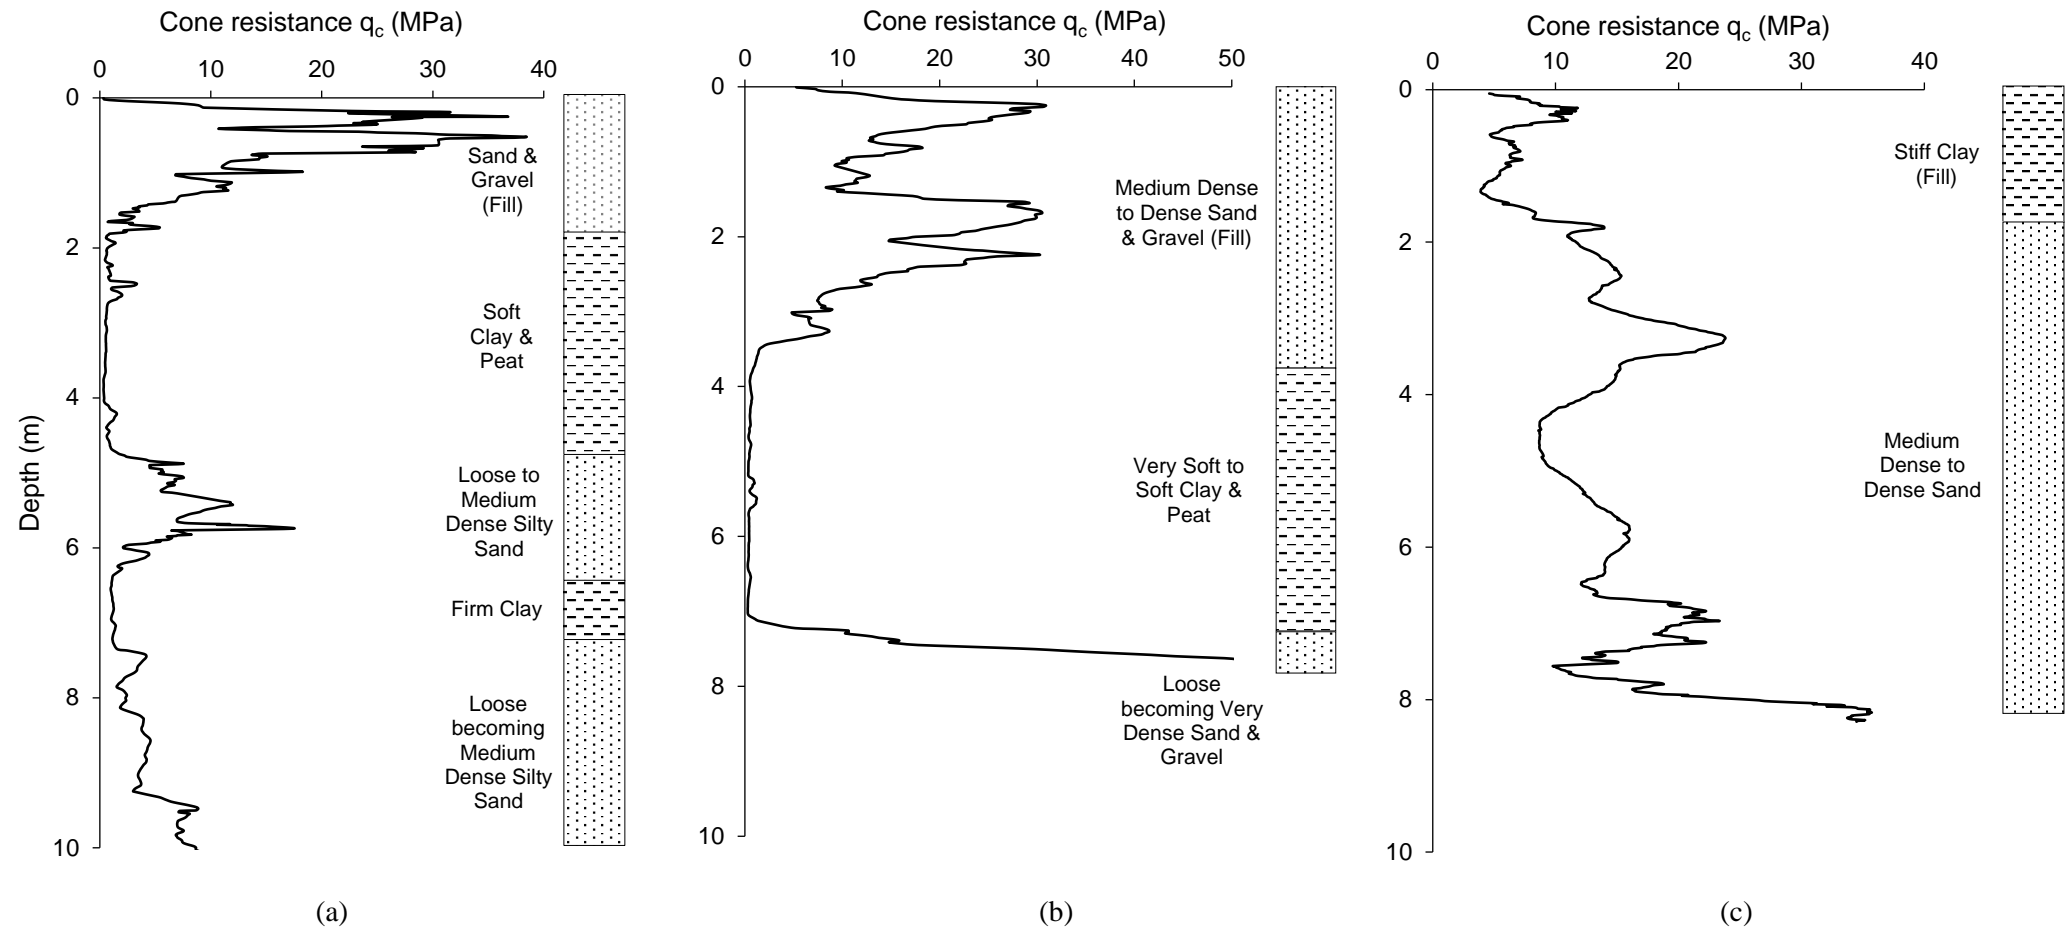 Cone resistance qc (MPa)
0 10 20 30 40
0
2
4
6
8
10
Depth (m)
Sand &
Gravel
(Fill)
Soft
Clay &
Peat
Loose to
Medium
Dense Silty
Sand
Firm Clay
Loose
becoming
Medium
Dense Silty
Sand
(a)
Cone resistance qc (MPa)
0 10 20 30 40 50
0
2
4
6
8
10
Medium Dense
to Dense Sand
& Gravel (Fill)
Very Soft to
Soft Clay &
Peat
Loose
becoming Very
Dense Sand &
Gravel
(b)
Cone resistance qc (MPa)
0 10 20 30 40
0
2
4
6
8
10
Stiff Clay
(Fill)
Medium
Dense to
Dense Sand
(c)